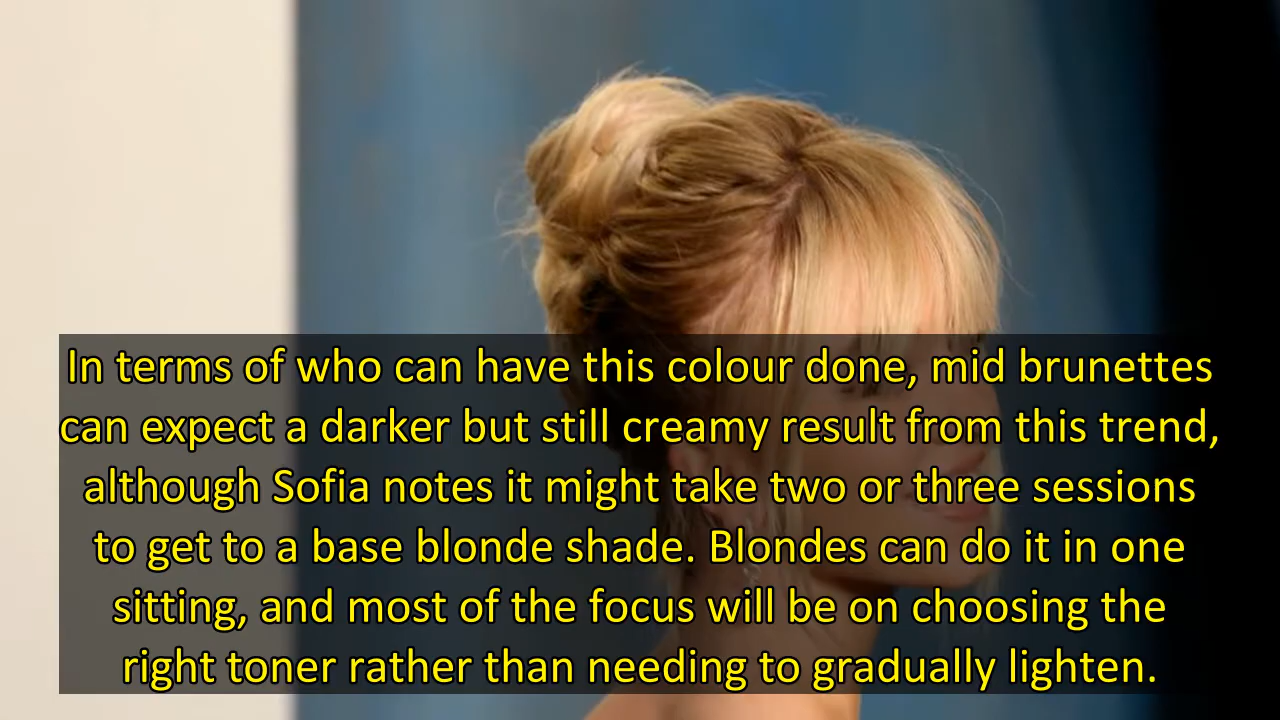 In terms of who can have this colour done, mid brunettes
can expect a darker but still creamy result from this trend,
although Sofia notes it might take two or three sessions
to get to a base blonde shade. Blondes can do it in one
sitting, and most of the focus will be on choosing the
right toner rather than needing to gradually lighten.